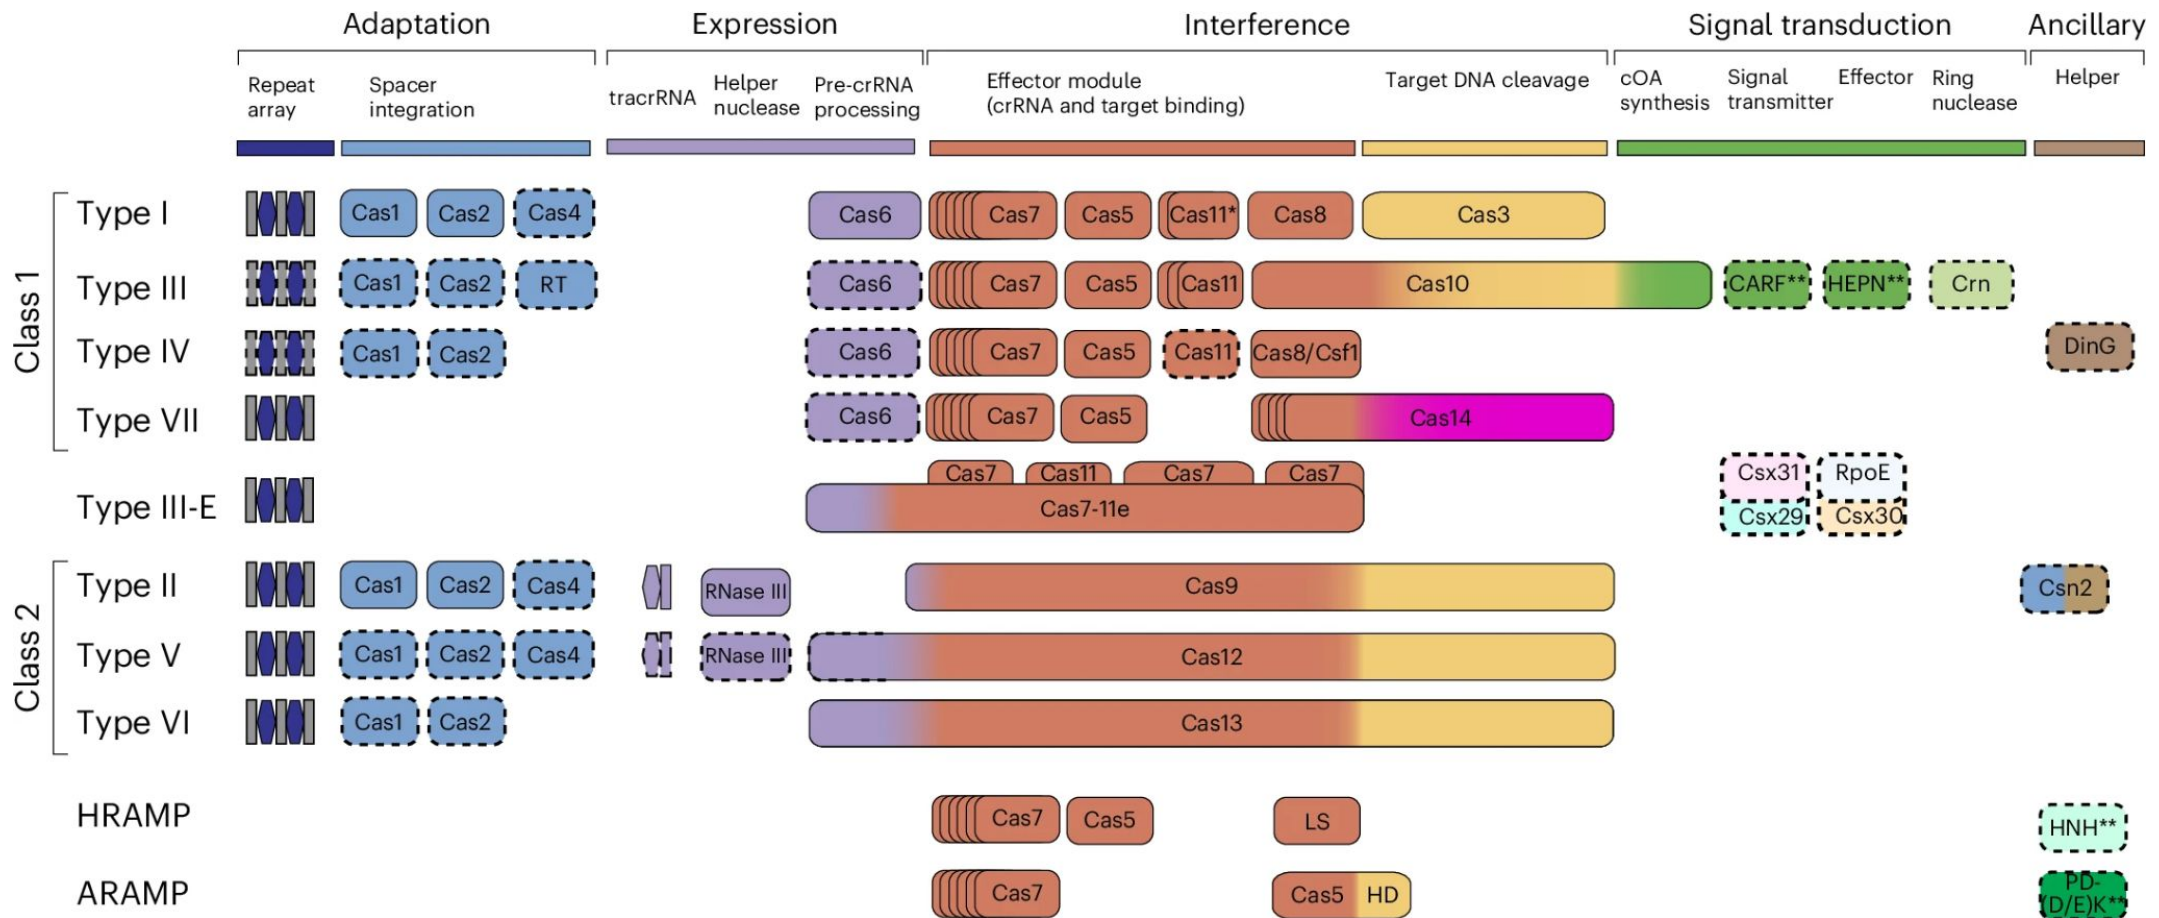 Adaptation Expression Interference Signal transduction Ancillary
Repeat array
Spacer integration
tracrRNA
Helper nuclease
Pre-crRNA processing
Effector module
(crRNA and target binding)
Target DNA cleavage
cOA synthesis
Signal transmitter
Effector
Ring nuclease
Helper
Class 1
Type I Cas1 Cas2 Cas4 Cas6 Cas7 Cas5 Cas11* Cas8 Cas3
Type III Cas1 Cas2 RT Cas6 Cas7 Cas5 Cas11 Cas10 CARF** HEPN** Crn
Type IV Cas1 Cas2 Cas6 Cas7 Cas5 Cas11 Cas8/Csf1 DinG
Type VII Cas6 Cas7 Cas5 Cas14
Cas7 Cas11 Cas7 Cas7 Csx31 RpoE
Type III-E Cas7-11e Csx29 Csx30
Class 2
Type II Cas1 Cas2 Cas4 RNase III Cas9 Csn2
Type V Cas1 Cas2 Cas4 RNase III Cas12
Type VI Cas1 Cas2 Cas13
HRAMP Cas7 Cas5 LS HNH**
ARAMP Cas7 Cas5 HD PD-
(D/E)K**